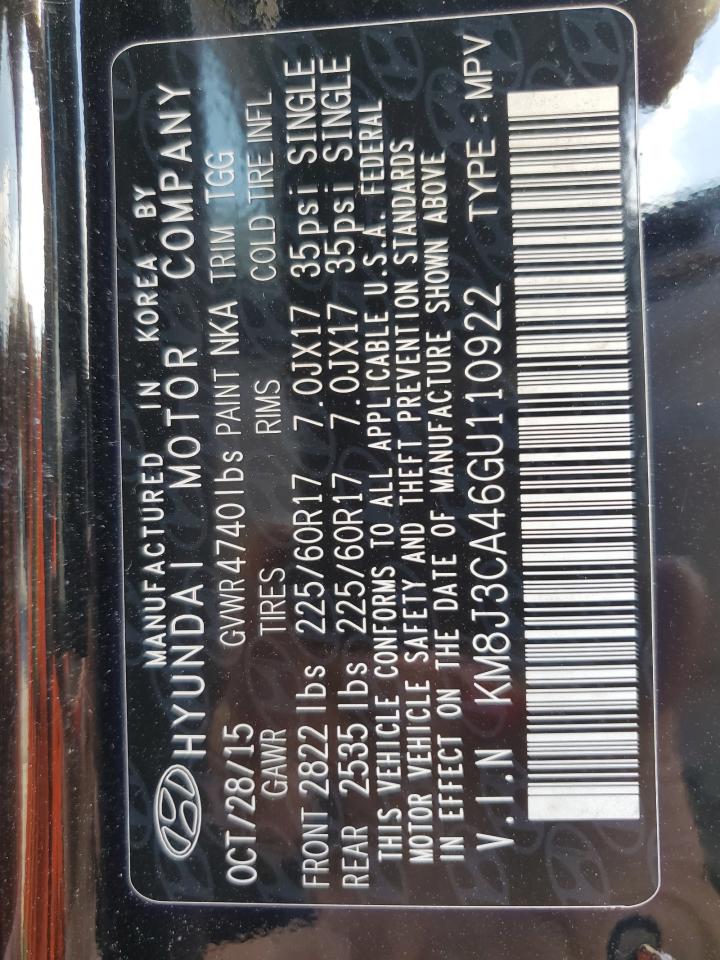 MANUFACTURED IN KOREA BY
HYUNDAI MOTOR COMPANY
OCT/28/15 GVWR 4740lbs PAINT NKA TRIM TGG
GAWR TIRES RIMS COLD TIRE INFL
FRONT 2822 lbs 225/60R17 7.0JX17 35psi SINGLE
REAR 2535 lbs 225/60R17 7.0JX17 35psi SINGLE
THIS VEHICLE CONFORMS TO ALL APPLICABLE U.S.A. FEDERAL
MOTOR VEHICLE SAFETY AND THEFT PREVENTION STANDARDS
IN EFFECT ON THE DATE OF MANUFACTURE SHOWN ABOVE
V.I.N KM8J3CA46GU110922 TYPE : MPV